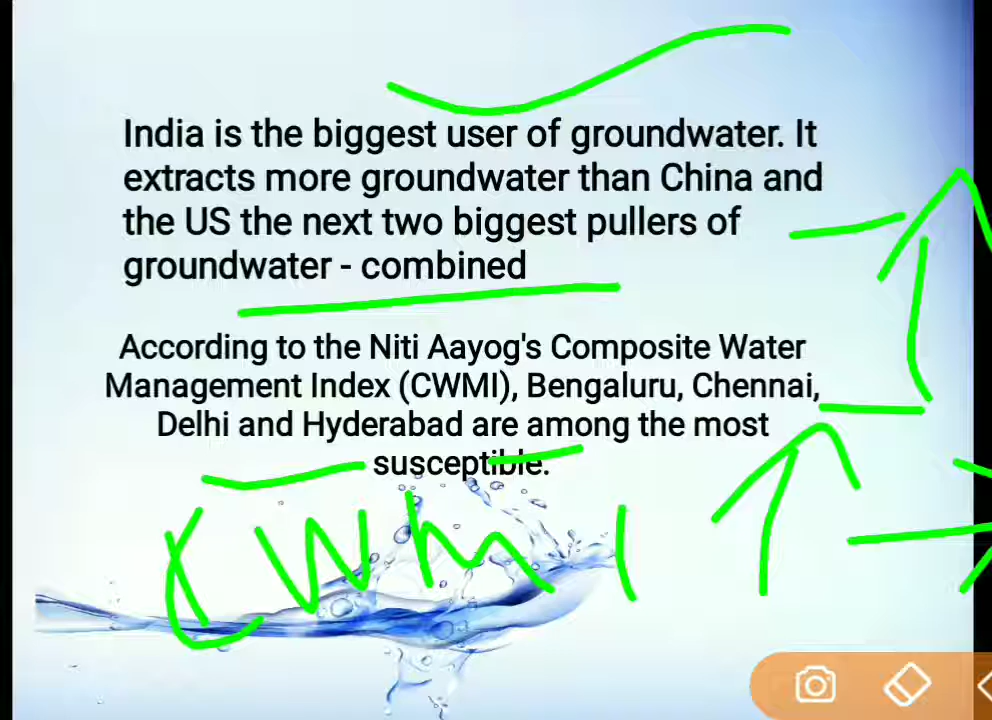 India is the biggest user of groundwater. It
extracts more groundwater than China and
the US the next two biggest pullers of
groundwater - combined
According to the Niti Aayog's Composite Water
Management Index (CWMI), Bengaluru, Chennai,
Delhi and Hyderabad are among the most
susceptible.
CWMI